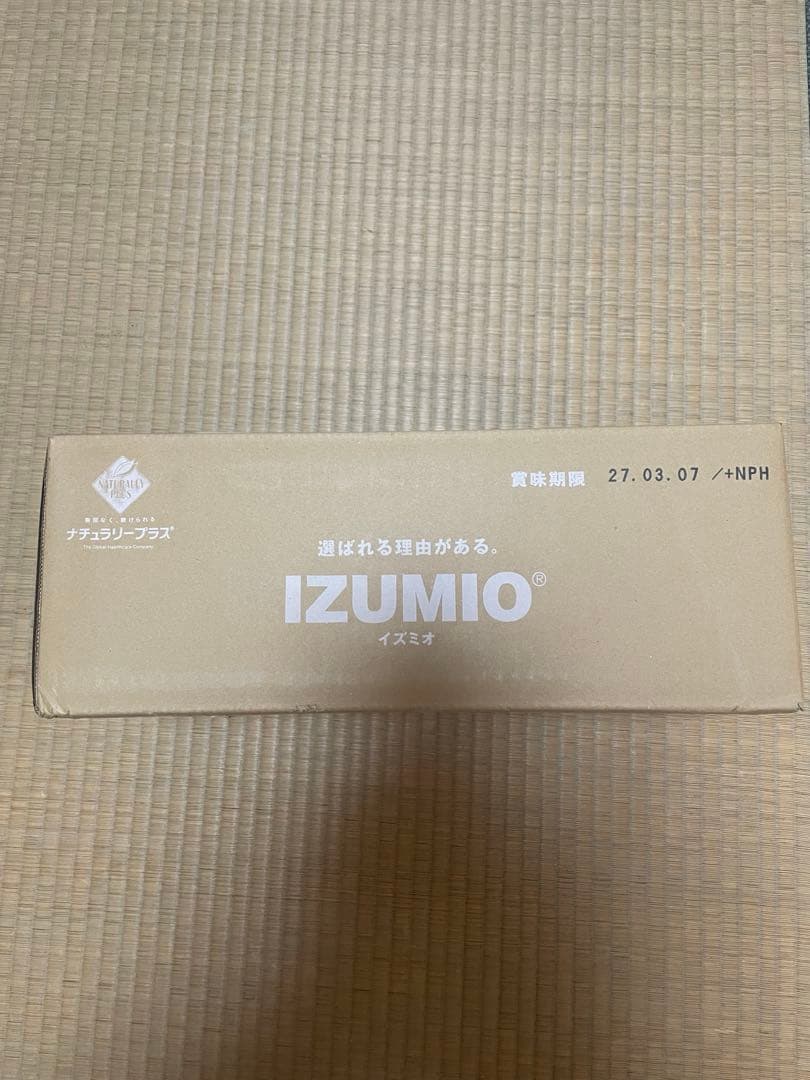 NATURALLY
PLUS
無理なく、続けられる
ナチュラリープラス®
The Global Healthcare Company
賞味期限 27.03.07 /+NPH
選ばれる理由がある。
IZUMIO®
イズミオ